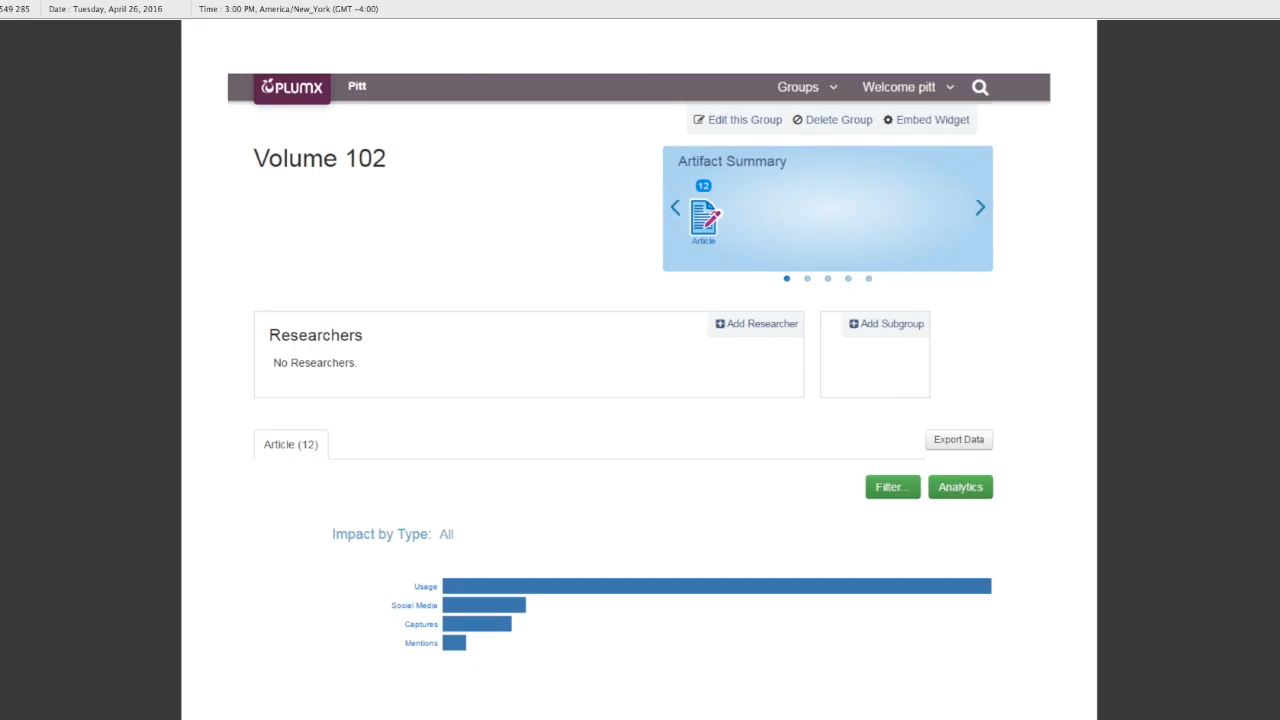 549 285 Date : Tuesday, April 26, 2016 Time : 3:00 PM, America/New_York (GMT -4:00)
PLUMX Pitt Groups Welcome pitt
Edit this Group Delete Group Embed Widget
Volume 102
Artifact Summary
12
Article
Researchers
Add Researcher
Add Subgroup
No Researchers.
Article (12)
Export Data
Filter... Analytics
Impact by Type: All
Usage
Social Media
Captures
Mentions